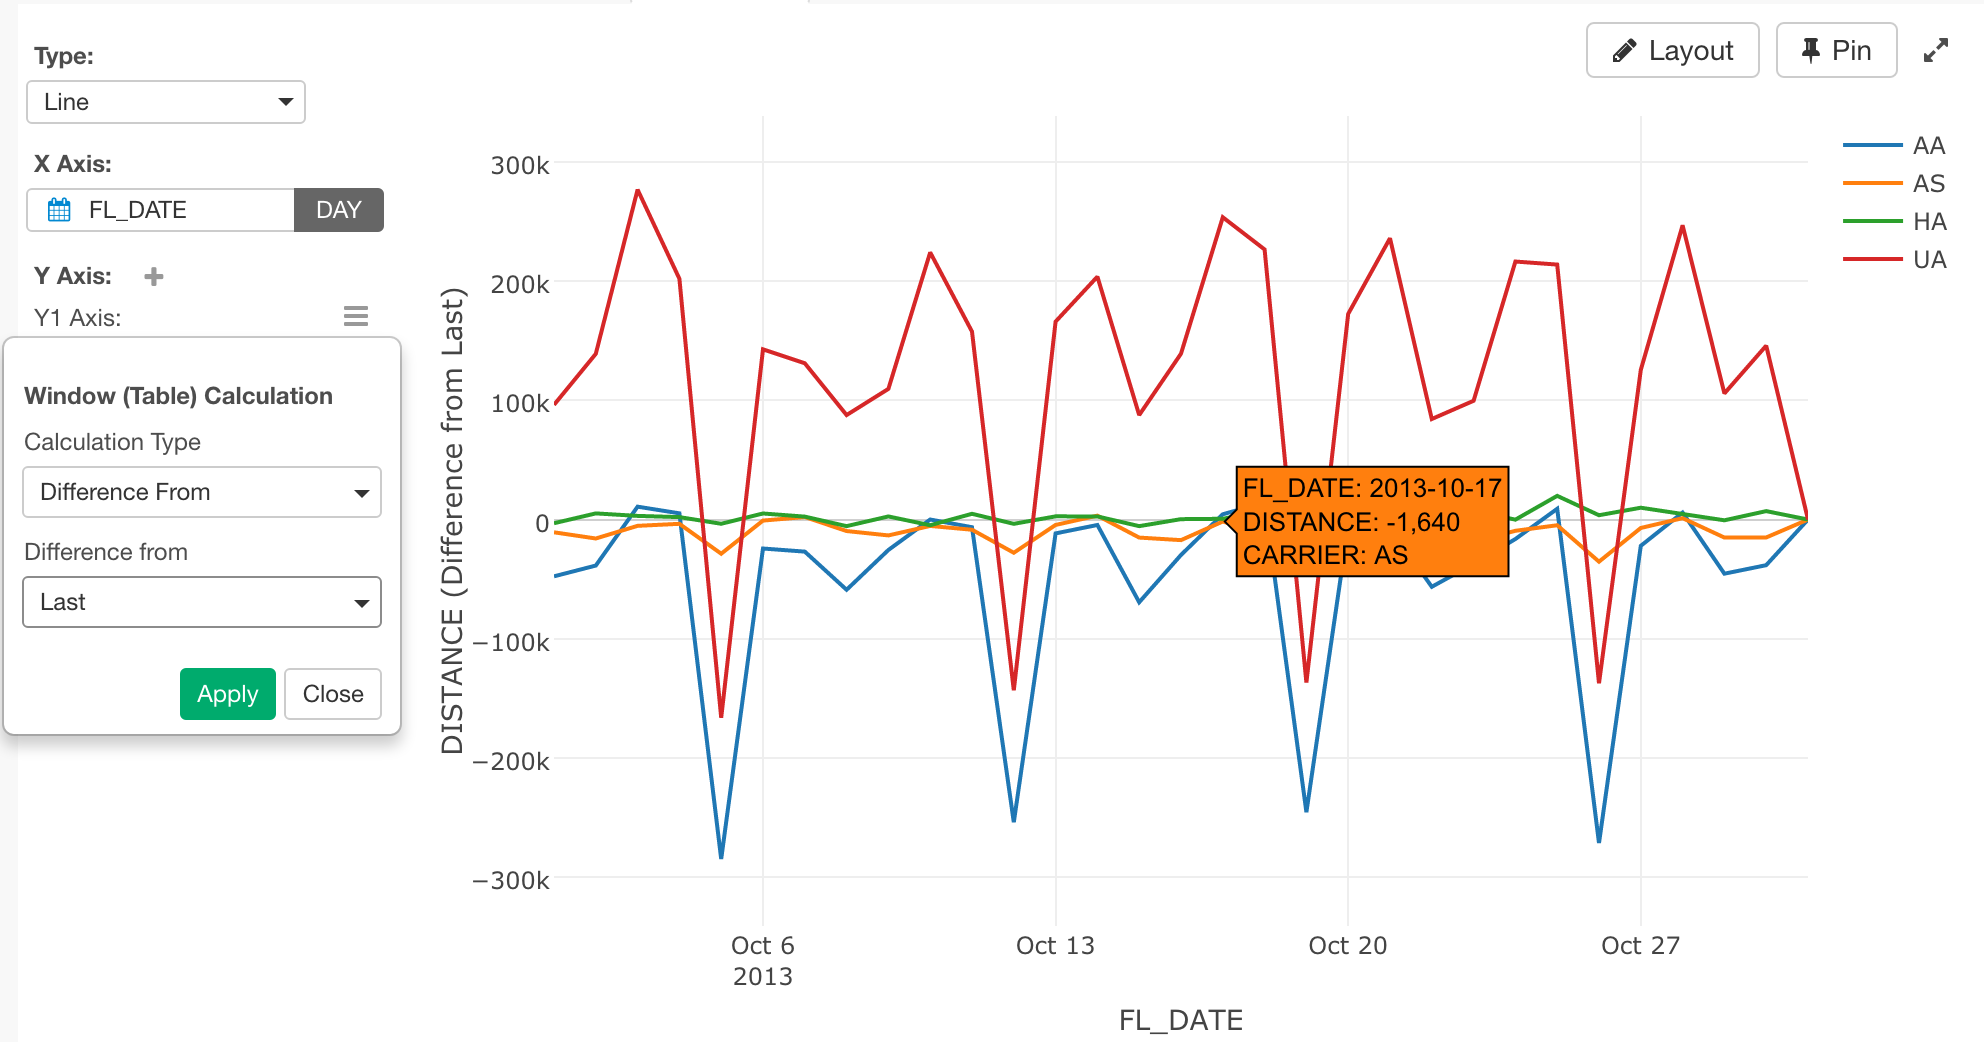 Type:
Line
X Axis:
FL_DATE DAY
Y Axis: +
Y1 Axis:
Window (Table) Calculation
Calculation Type
Difference From
Difference from
Last
Apply Close
Layout Pin
DISTANCE (Difference from Last)
300k
200k
100k
0
−100k
−200k
−300k
FL_DATE: 2013-10-17
DISTANCE: -1,640
CARRIER: AS
Oct 6
2013
Oct 13
Oct 20
Oct 27
FL_DATE
AA
AS
HA
UA